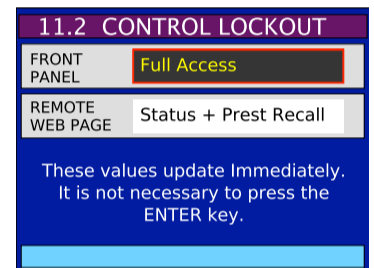 11.2 CONTROL LOCKOUT
FRONT
PANEL
Full Access
REMOTE
WEB PAGE
Status + Prest Recall
These values update Immediately.
It is not necessary to press the
ENTER key.